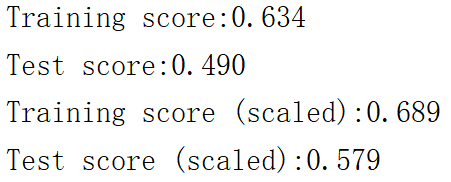 Training score:0.634
Test score:0.490
Training score (scaled):0.689
Test score (scaled):0.579